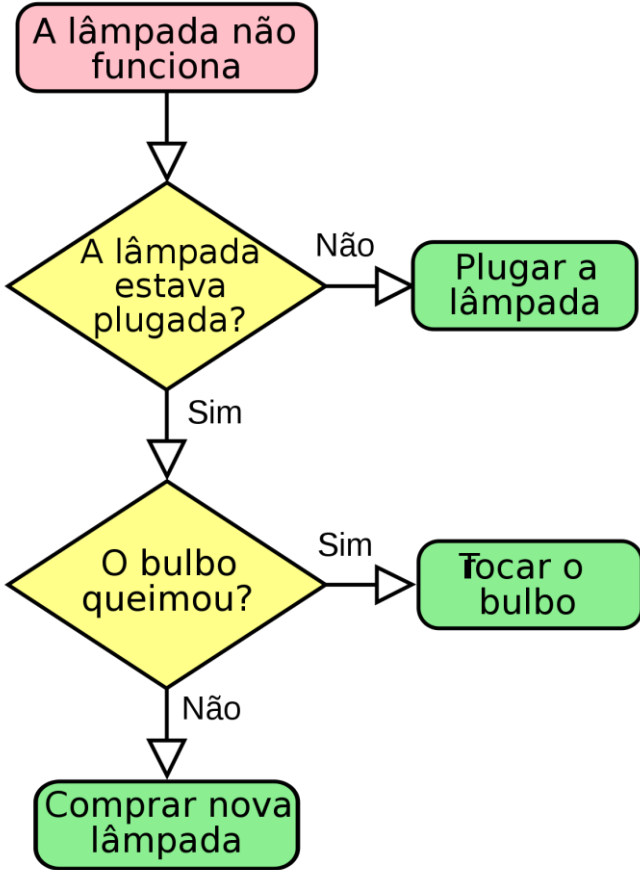 A lâmpada não
funciona
A lâmpada
estava
plugada?
Não
Plugar a
lâmpada
Sim
O bulbo
queimou?
Sim
Trocar o
bulbo
Não
Comprar nova
lâmpada